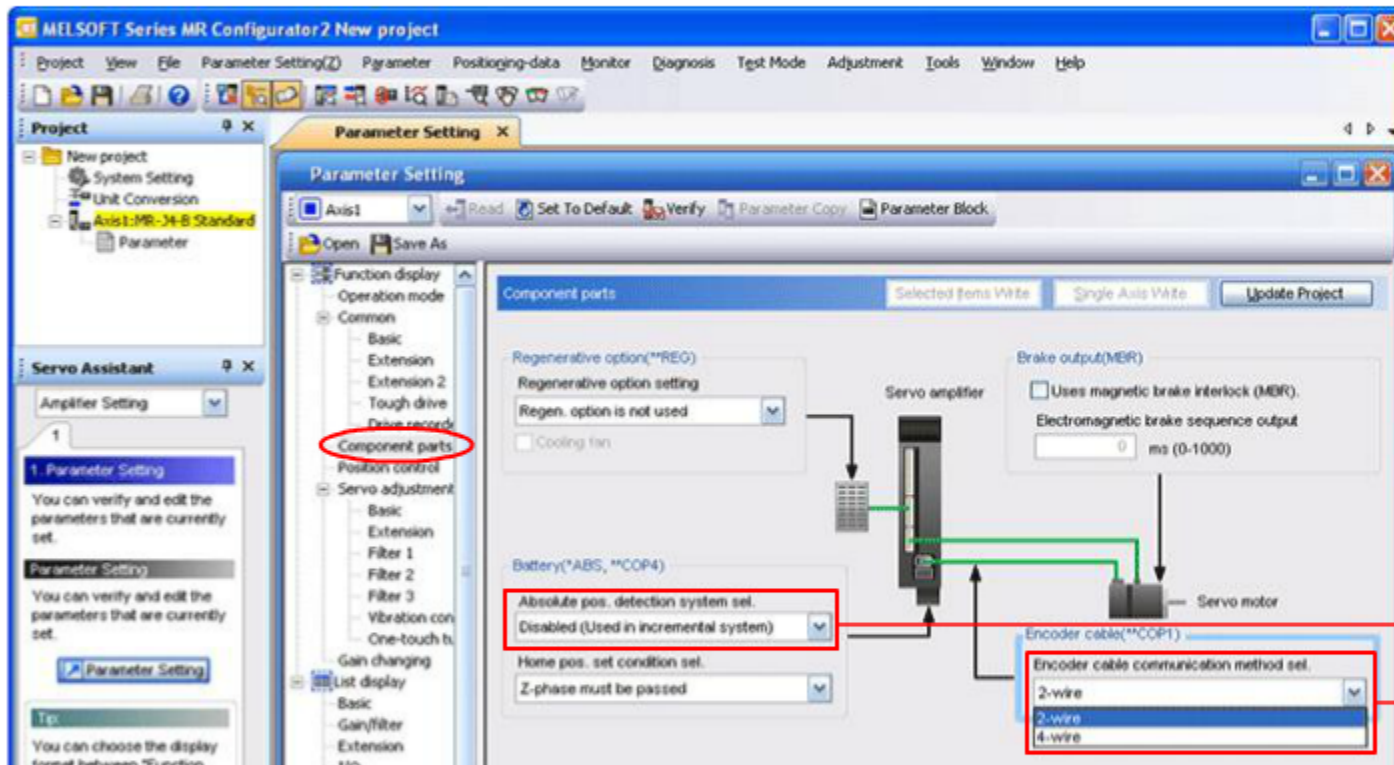 MELSOFT Series MR Configurator2 New project
Project View File Parameter Setting(Z) Parameter Positioning-data Monitor Diagnosis Test Mode Adjustment Tools Window Help
Project
New project
System Setting
Unit Conversion
Axis1:MR-J4-B Standard
Parameter
Servo Assistant
Amplifier Setting
1
1. Parameter Setting
You can verify and edit the
parameters that are currently
set.
Parameter Setting
You can verify and edit the
parameters that are currently
set.
Parameter Setting
Tip
You can choose the display
format between "Function
Parameter Setting
Parameter Setting
Axis1
Read
Set To Default
Verify
Parameter Copy
Parameter Block
Open
Save As
Function display
Operation mode
Common
Basic
Extension
Extension 2
Tough drive
Drive recorde
Component parts
Position control
Servo adjustment
Basic
Extension
Filter 1
Filter 2
Filter 3
Vibration con
One-touch tu
Gain changing
List display
Basic
Gain/filter
Extension
Component parts
Selected Items Write
Single Axis Write
Update Project
Regenerative option(**REG)
Regenerative option setting
Regen. option is not used
Cooling fan
Servo amplifier
Brake output(MBR)
Uses magnetic brake interlock (MBR).
Electromagnetic brake sequence output
0 ms (0-1000)
Battery(*ABS, **COP4)
Absolute pos. detection system sel.
Disabled (Used in incremental system)
Home pos. set condition sel.
Z-phase must be passed
Servo motor
Encoder cable(**COP1)
Encoder cable communication method sel.
2-wire
2-wire
4-wire